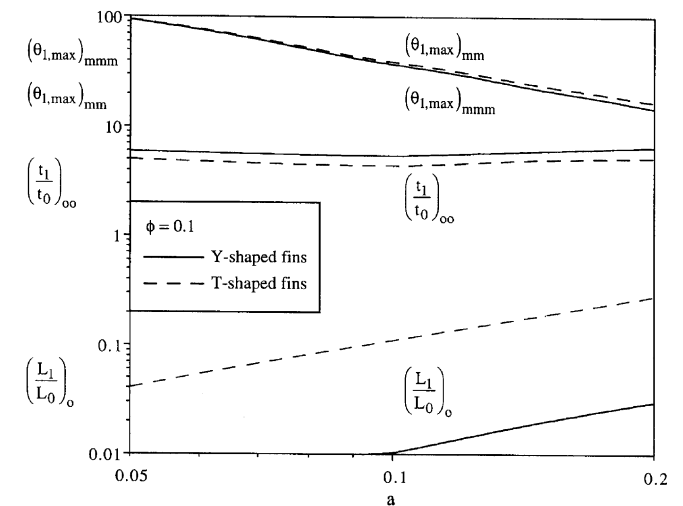 100
(θ1,max)mmm
(θ1,max)mm
(θ1,max)mm
(θ1,max)mmm
10
(t1/t0)oo
(t1/t0)oo
ϕ = 0.1
1
Y-shaped fins
T-shaped fins
0.1
(L1/L0)o
(L1/L0)o
0.01
0.05
0.1
0.2
a